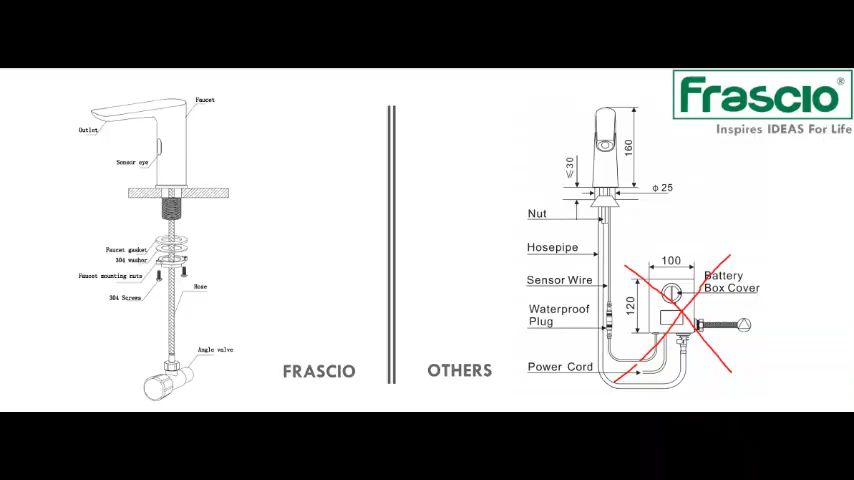 Frascio®
Inspires IDEAS For Life
Faucet
Outlet
Sensor eye
Faucet gasket
304 washer
Faucet mounting nuts
304 Screws
Hose
Angle valve
FRASCIO
OTHERS
160
≤30
φ25
Nut
Hosepipe
Sensor Wire
Waterproof
Plug
Power Cord
100
120
Battery
Box Cover